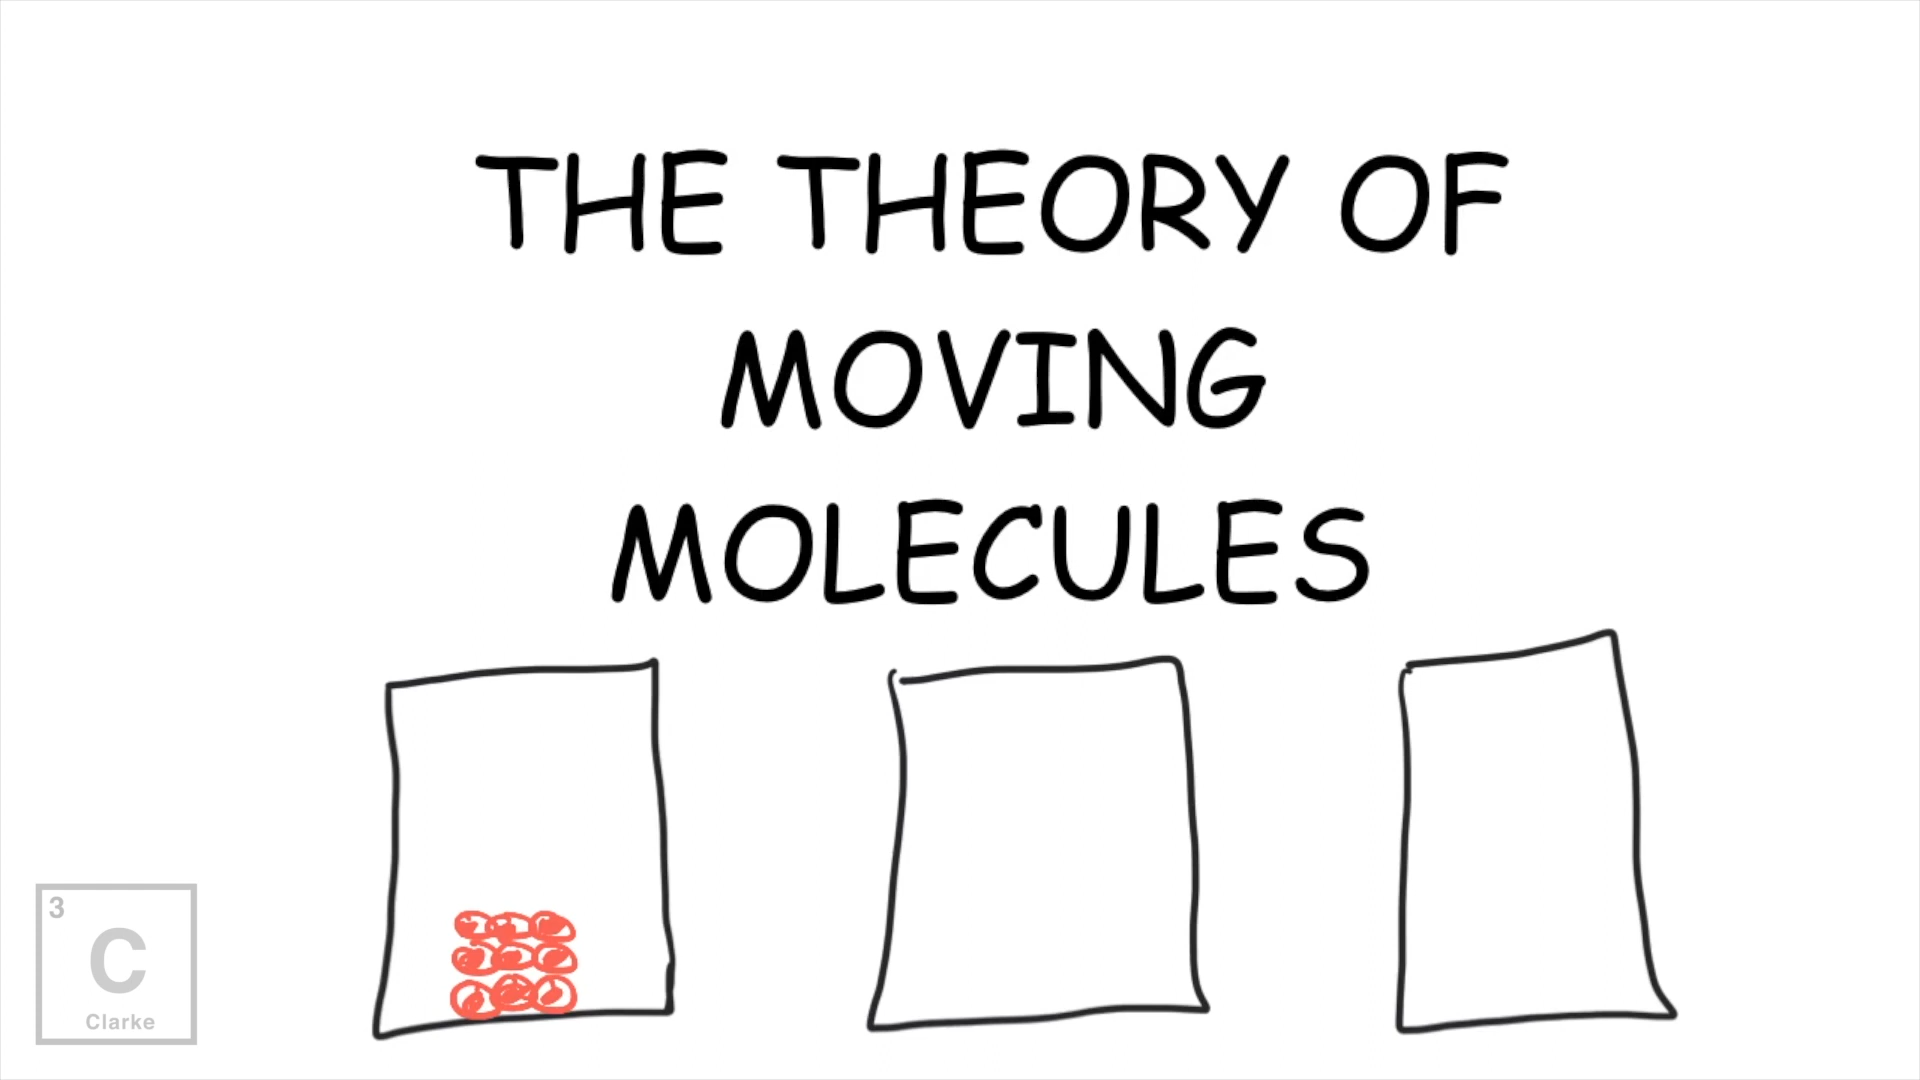 THE THEORY OF
MOVING
MOLECULES
3
C
Clarke